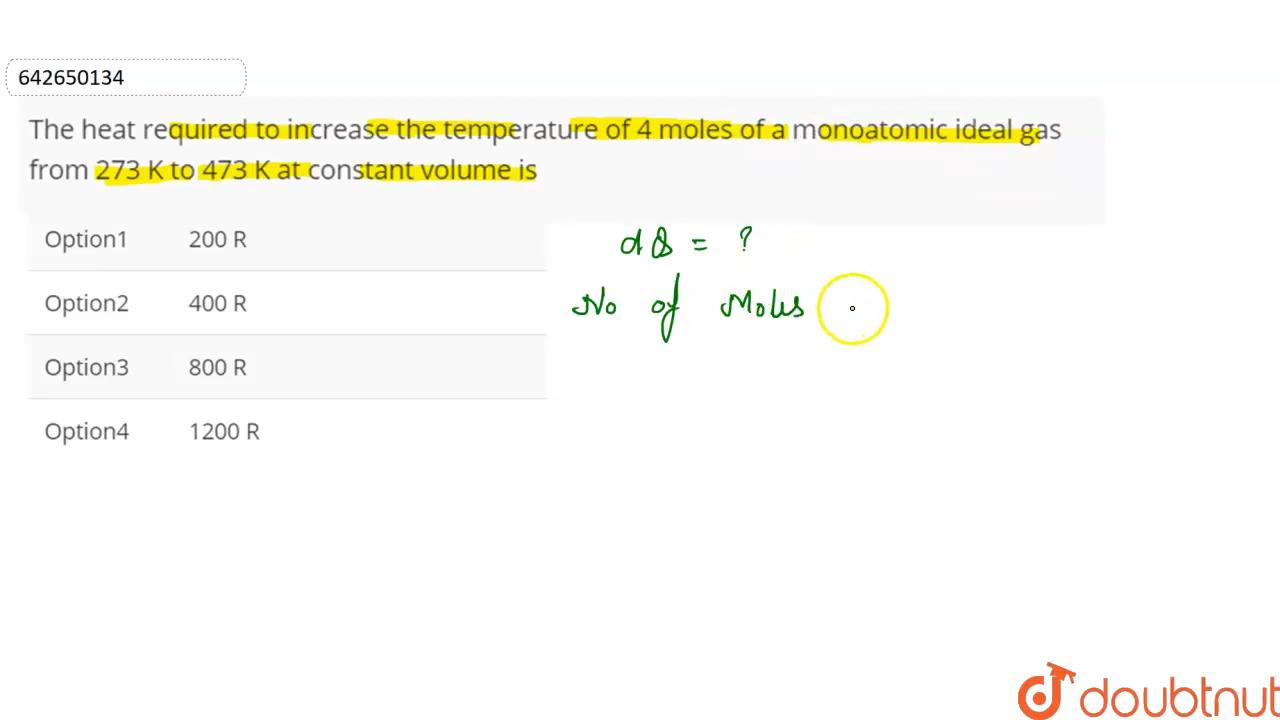 642650134
The heat required to increase the temperature of 4 moles of a monoatomic ideal gas
from 273 K to 473 K at constant volume is
Option1 200 R
Option2 400 R
Option3 800 R
Option4 1200 R
dQ = ?
No of Moles
doubtnut